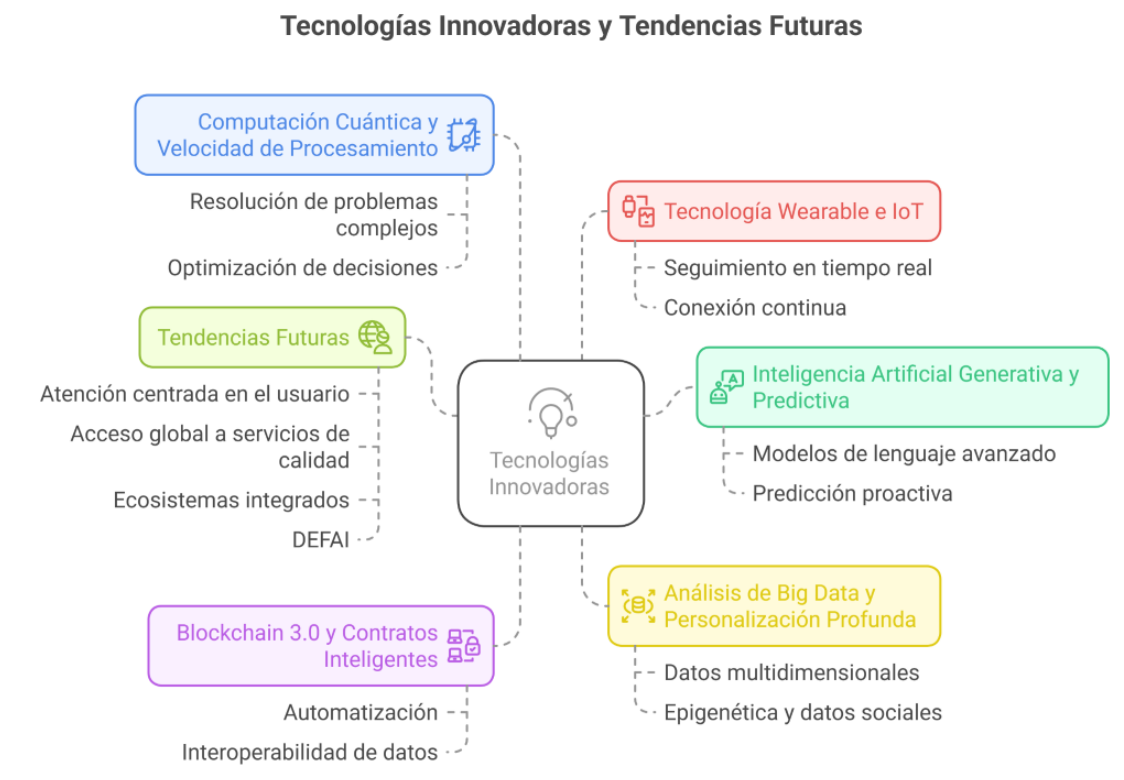 Tecnologías Innovadoras y Tendencias Futuras
Computación Cuántica y
Velocidad de Procesamiento
Resolución de problemas
complejos
Optimización de decisiones
Tendencias Futuras
Atención centrada en el usuario
Acceso global a servicios de
calidad
Ecosistemas integrados
DEFAI
Blockchain 3.0 y Contratos
Inteligentes
Automatización
Interoperabilidad de datos
Tecnologías
Innovadoras
Tecnología Wearable e IoT
Seguimiento en tiempo real
Conexión continua
Inteligencia Artificial Generativa y
Predictiva
Modelos de lenguaje avanzado
Predicción proactiva
Análisis de Big Data y
Personalización Profunda
Datos multidimensionales
Epigenética y datos sociales